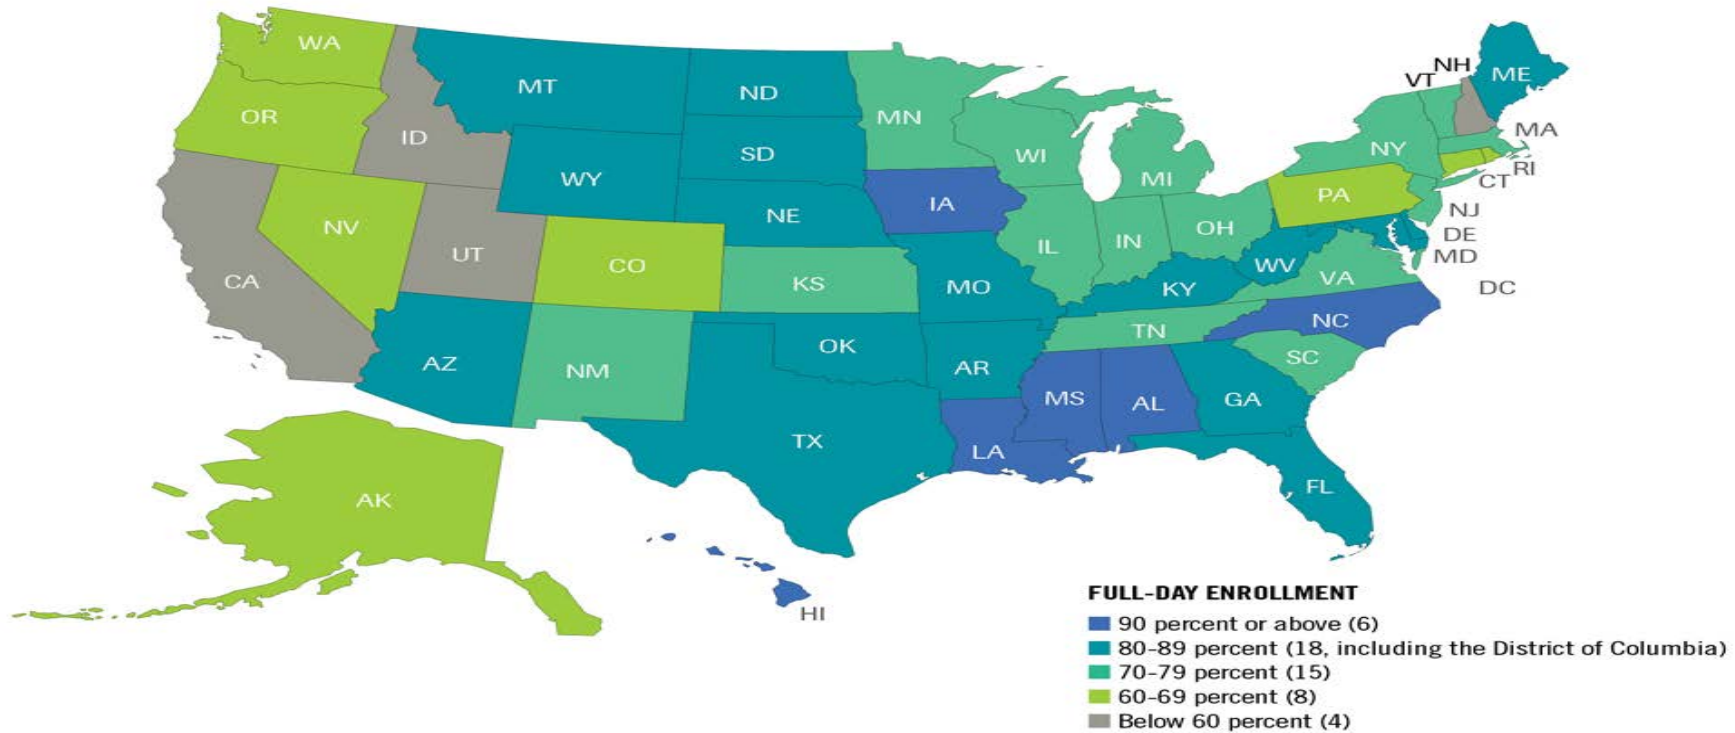 WA
MT
ND
MN
OR
ID
SD
WI
MI
NY
VT
NH
ME
MA
RI
CT
WY
NE
IA
PA
NJ
DE
MD
DC
NV
UT
CO
KS
IL
IN
OH
WV
VA
CA
MO
KY
NC
TN
AZ
NM
OK
AR
SC
TX
MS
AL
GA
LA
FL
AK
HI
FULL-DAY ENROLLMENT
90 percent or above (6)
80-89 percent (18, including the District of Columbia)
70-79 percent (15)
60-69 percent (8)
Below 60 percent (4)